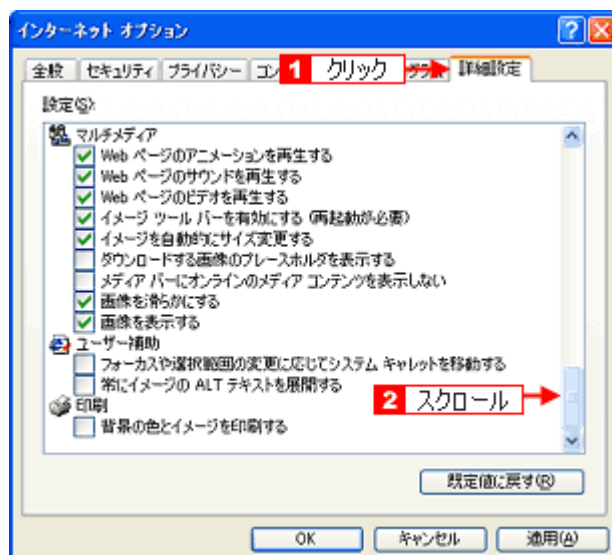 インターネット オプション
全般 セキュリティ プライバシー コン 1 クリック グラム 詳細設定
設定(S):
マルチメディア
Web ページのアニメーションを再生する
Web ページのサウンドを再生する
Web ページのビデオを再生する
イメージ ツール バーを有効にする (再起動が必要)
イメージを自動的にサイズ変更する
ダウンロードする画像のプレースホルダを表示する
メディア バーにオンラインのメディア コンテンツを表示しない
画像を滑らかにする
画像を表示する
ユーザー補助
フォーカスや選択範囲の変更に応じてシステム キャレットを移動する
常にイメージの ALT テキストを展開する
2 スクロール
印刷
背景の色とイメージを印刷する
既定値に戻す(R)
OK キャンセル 適用(A)